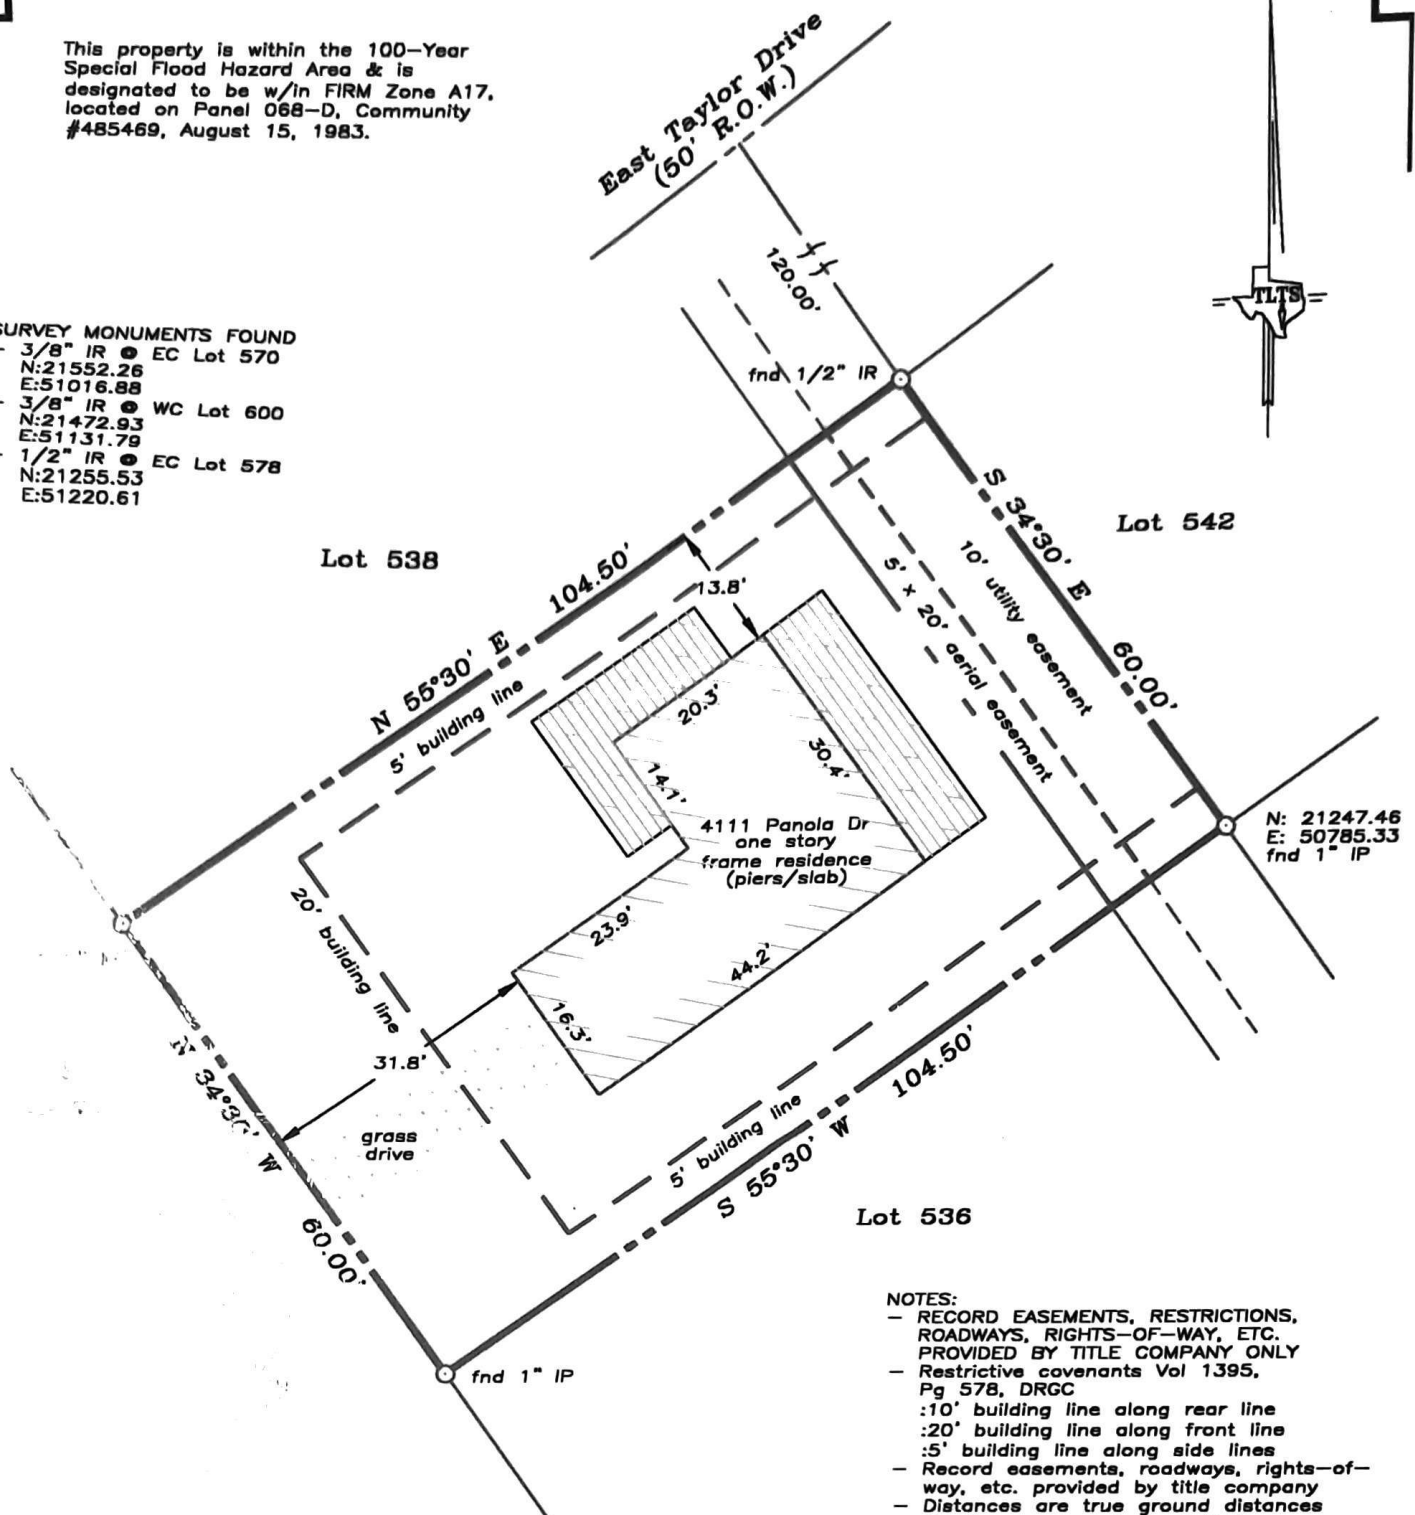 This property is within the 100-Year
Special Flood Hazard Area & is
designated to be w/in FIRM Zone A17,
located on Panel 068-D, Community
#485469, August 15, 1983.
East Taylor Drive
(50' R.O.W.)
120.00'
TLTS
SURVEY MONUMENTS FOUND
- 3/8" IR @ EC Lot 570
N:21552.26
E:51016.88
- 3/8" IR @ WC Lot 600
N:21472.93
E:51131.79
- 1/2" IR @ EC Lot 578
N:21255.53
E:51220.61
fnd 1/2" IR
Lot 538
Lot 542
N 55°30' E 104.50'
S 34°30' E 60.00'
13.8'
5' building line
10' utility easement
5' x 20' aerial easement
20.3'
14.1'
30.4'
4111 Panola Dr
one story
frame residence
(piers/slab)
N: 21247.46
E: 50785.33
fnd 1" IP
20' building line
23.9'
44.2'
16.3'
31.8'
grass
drive
N 34°30' W 60.00'
5' building line
S 55°30' W 104.50'
Lot 536
fnd 1" IP
NOTES:
- RECORD EASEMENTS, RESTRICTIONS,
ROADWAYS, RIGHTS-OF-WAY, ETC.
PROVIDED BY TITLE COMPANY ONLY
- Restrictive covenants Vol 1395,
Pg 578, DRGC
:10' building line along rear line
:20' building line along front line
:5' building line along side lines
- Record easements, roadways, rights-of-
way, etc. provided by title company
- Distances are true ground distances